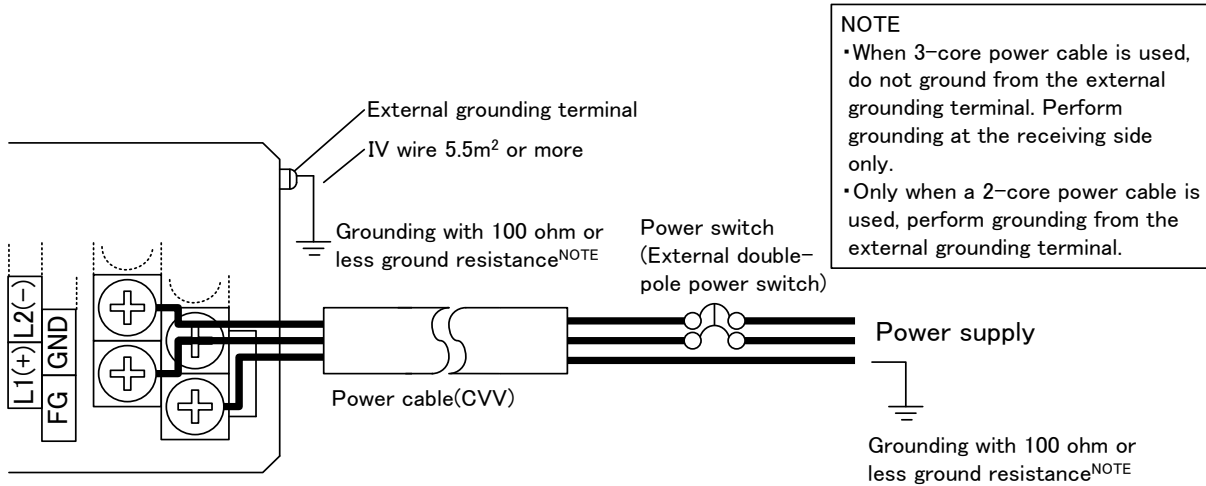 NOTE
・When 3-core power cable is used,
do not ground from the external
grounding terminal. Perform
grounding at the receiving side
only.
・Only when a 2-core power cable is
used, perform grounding from the
external grounding terminal.
External grounding terminal
IV wire 5.5m² or more
Grounding with 100 ohm or
less ground resistance^NOTE
Power switch
(External double-
pole power switch)
L2(-)
L1(+)
GND
FG
Power supply
Power cable(CVV)
Grounding with 100 ohm or
less ground resistance^NOTE